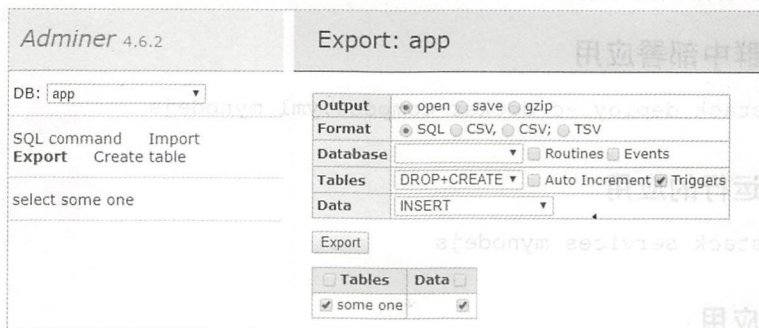 Adminer 4.6.2
DB: app
SQL command Import
Export Create table
select some one
Export: app
Output open save gzip
Format SQL CSV, CSV; TSV
Database Routines Events
Tables DROP+CREATE Auto Increment Triggers
Data INSERT
Export
Tables Data
some one